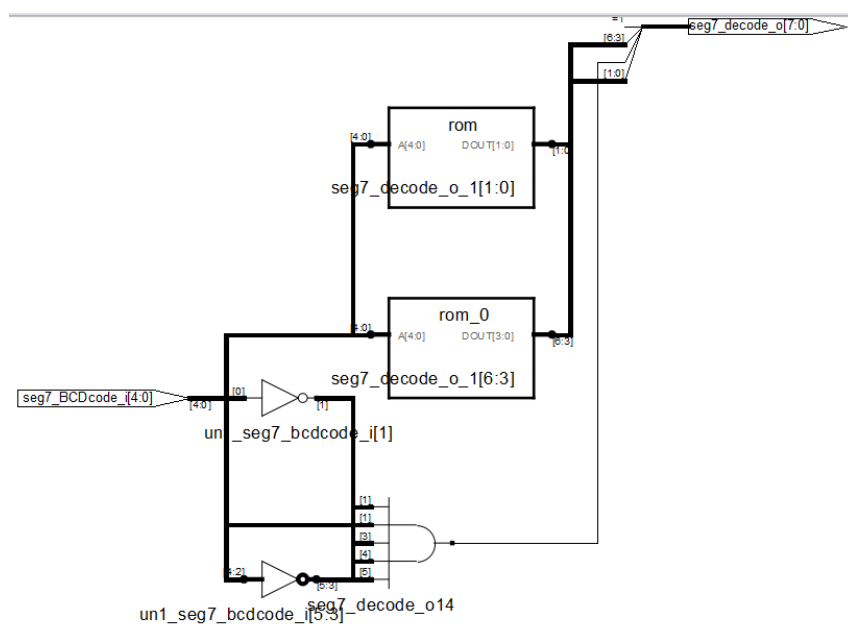 =1
seg7_decode_o[7:0]
[6:3]
[1:0]
rom
[4:0]
A[4:0]
DOUT[1:0]
[1:0]
seg7_decode_o_1[1:0]
rom_0
[4:0]
A[4:0]
DOUT[3:0]
[6:3]
seg7_decode_o_1[6:3]
seg7_BCDcode_i[4:0]
[4:0]
[0]
[1]
un1_seg7_bcdcode_i[1]
[1]
[1]
[3]
[4]
[4:2]
[5:3]
[5]
seg7_decode_o14
un1_seg7_bcdcode_i[5:3]